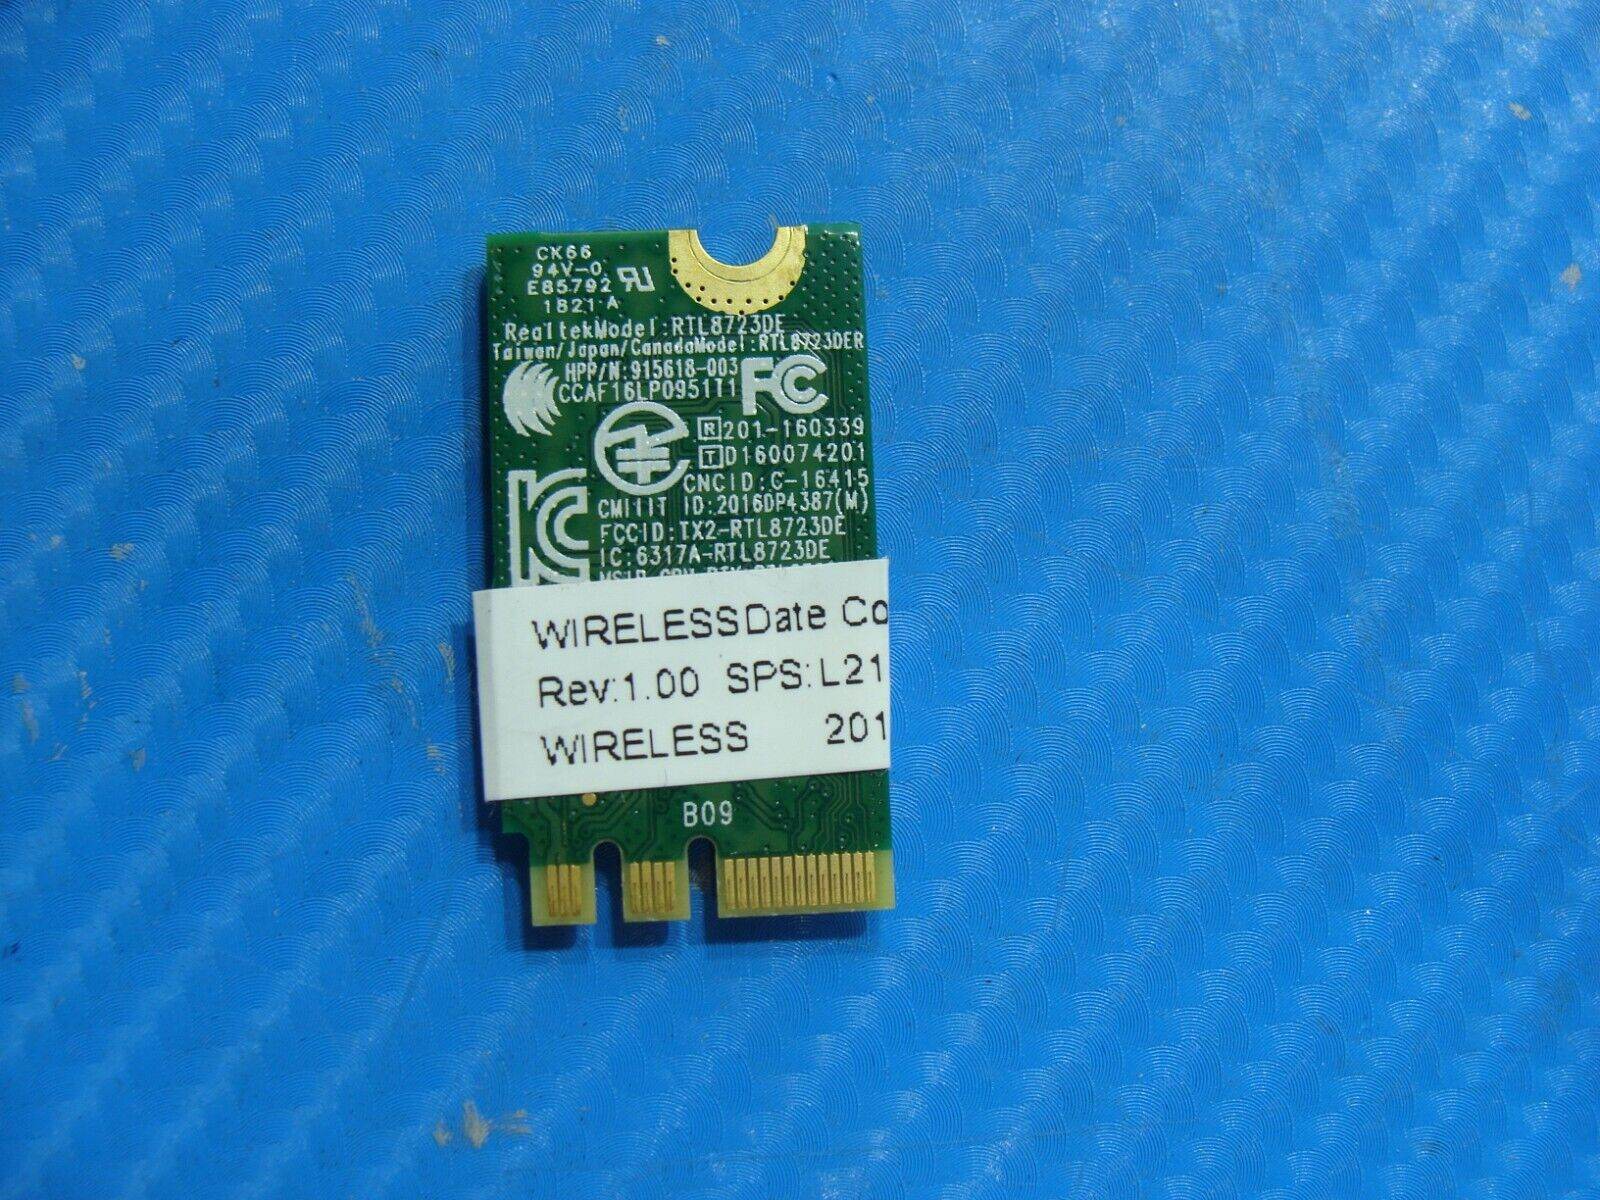 CK66
94V-0
E85792
1821 A
RealtekModel:RTL8723DE
Taiwan/Japan/CanadaModel:RTL8723DER
HPP/N:915618-003
CCAF16LP0951T1
FC
R 201-160339
T D160074201
CNCID:C-16415
CMIIIT ID:2016DP4387(M)
FCCID:TX2-RTL8723DE
IC:6317A-RTL8723DE
WIRELESSDate Co
Rev:1.00 SPS:L21
WIRELESS 201
B09